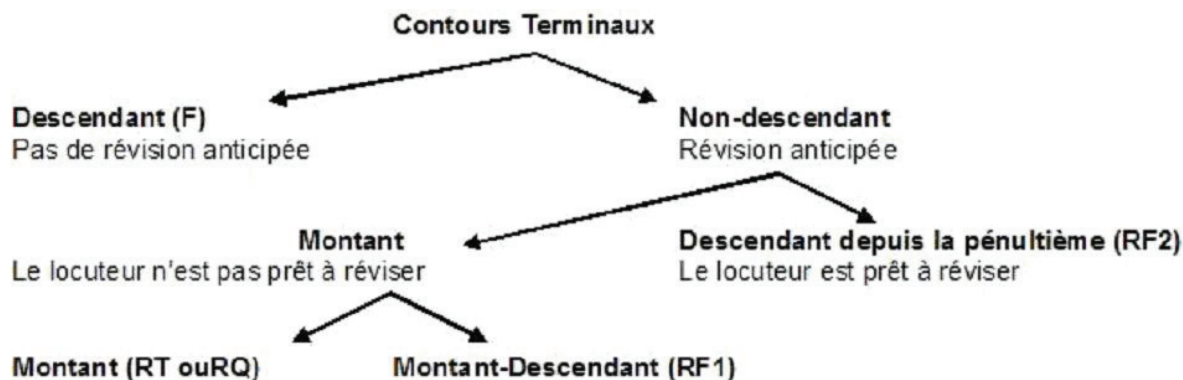 Contours Terminaux
Descendant (F)
Pas de révision anticipée
Non-descendant
Révision anticipée
Montant
Le locuteur n'est pas prêt à réviser
Descendant depuis la pénultième (RF2)
Le locuteur est prêt à réviser
Montant (RT ouRQ)
Montant-Descendant (RF1)